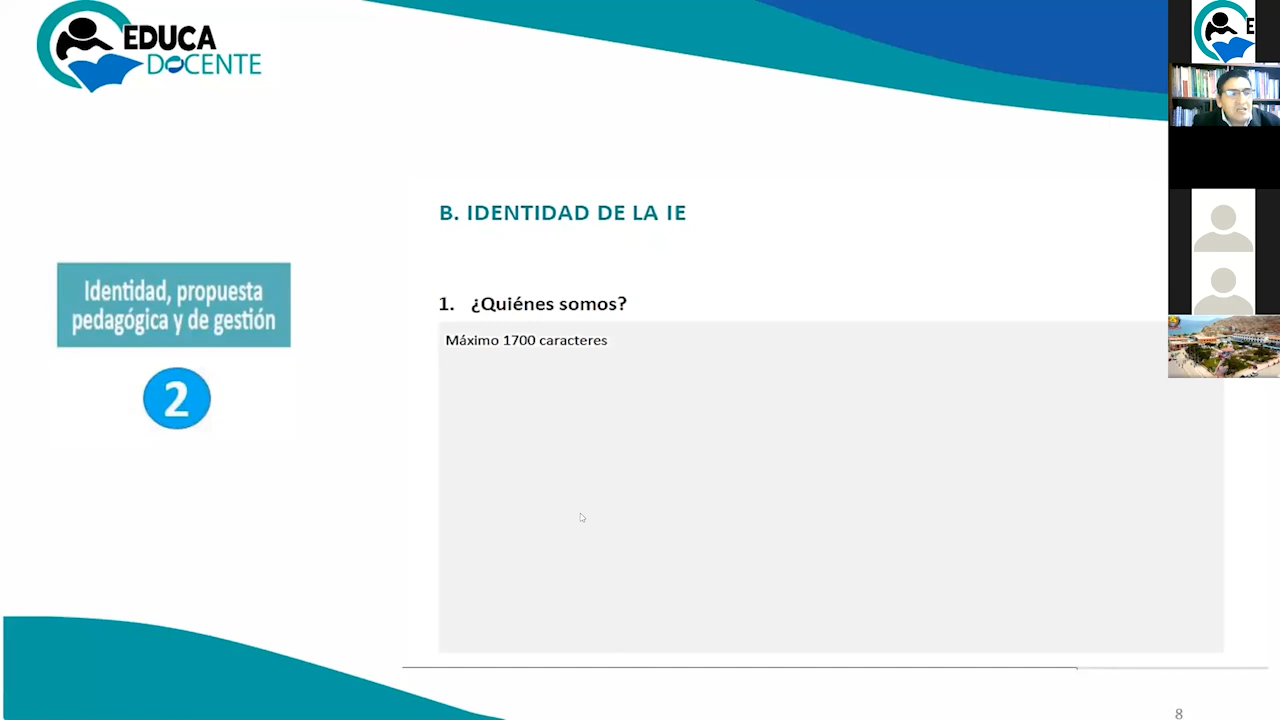 EDUCA
DOCENTE
E
B. IDENTIDAD DE LA IE
Identidad, propuesta
pedagógica y de gestión
2
1. ¿Quiénes somos?
Máximo 1700 caracteres
8